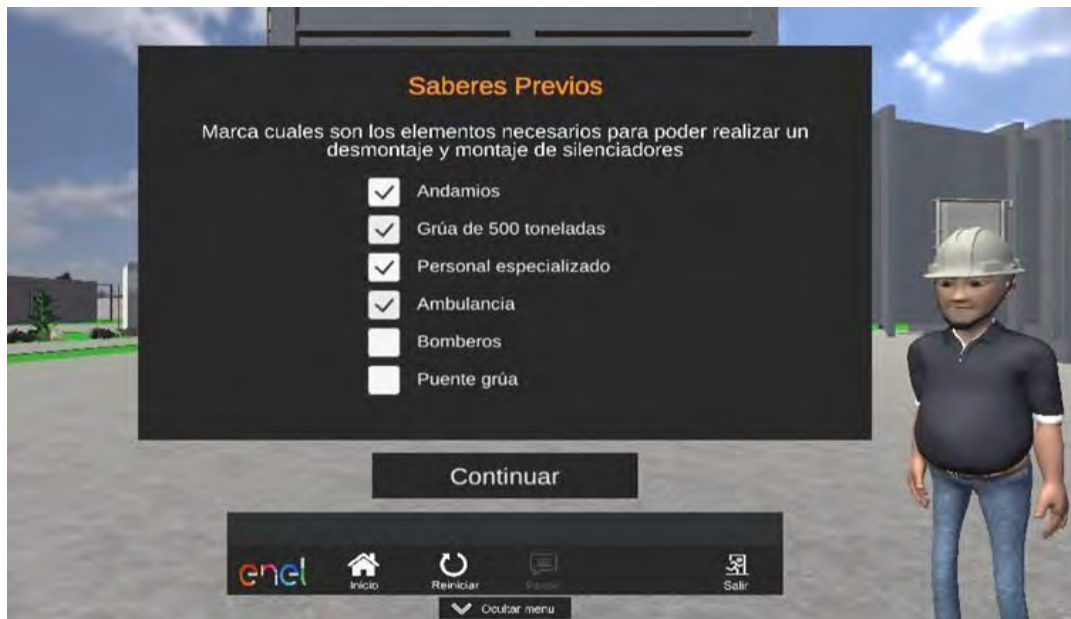 Saberes Previos
Marca cuales son los elementos necesarios para poder realizar un
desmontaje y montaje de silenciadores
Andamios
Grúa de 500 toneladas
Personal especializado
Ambulancia
Bomberos
Puente grúa
Continuar
enel
Inicio
Reiniciar
Salir
Ocultar menu